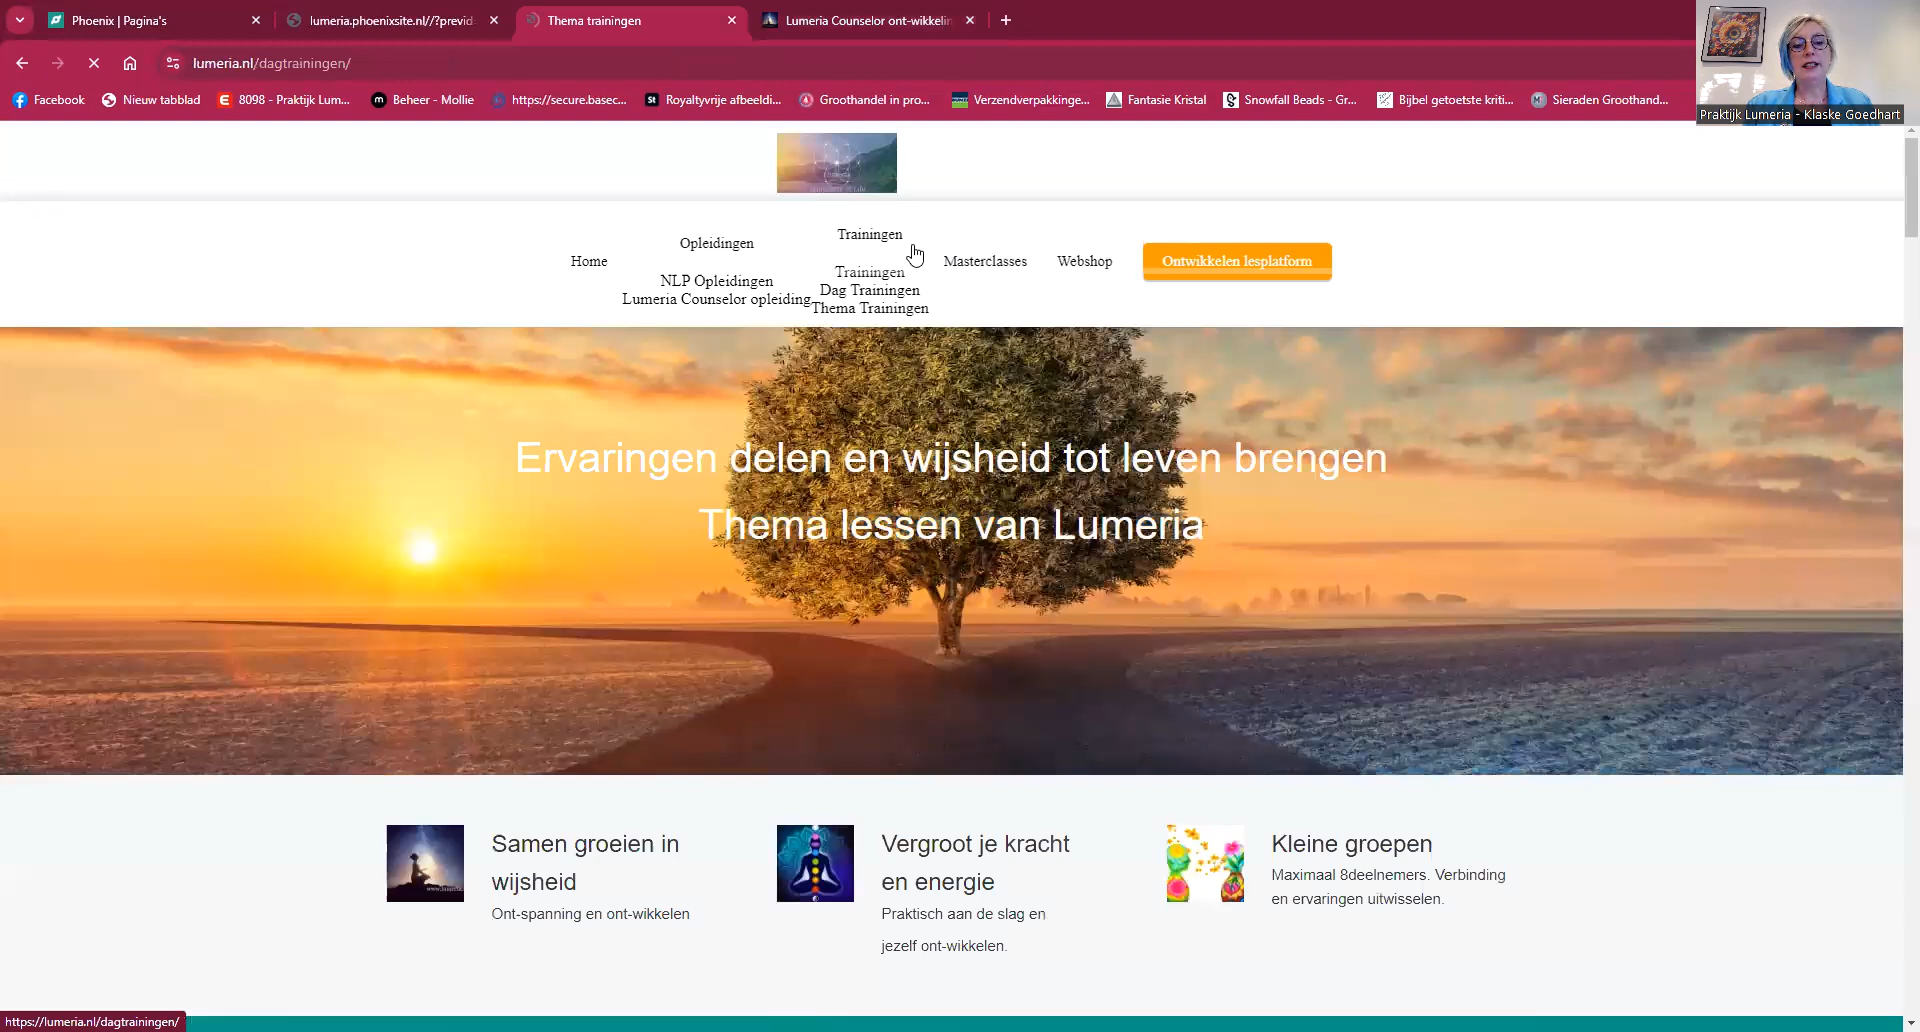 Phoenix | Pagina's
lumeria.phoenixsite.nl//?previd
Thema trainingen
Lumeria Counselor ont-wikkelin
lumeria.nl/dagtrainingen/
Facebook
Nieuw tabblad
8098 - Praktijk Lum...
Beheer - Mollie
https://secure.basec...
Royaltyvrije afbeeldi...
Groothandel in pro...
Verzendverpakkinge...
Fantasie Kristal
Snowfall Beads - Gr...
Bijbel getoetste kriti...
Sieraden Groothand...
Praktijk Lumeria - Klaske Goedhart
Home
Opleidingen
NLP Opleidingen
Lumeria Counselor opleiding
Trainingen
Trainingen
Dag Trainingen
Thema Trainingen
Masterclasses
Webshop
Ontwikkelen lesplatform
Ervaringen delen en wijsheid tot leven brengen
Thema lessen van Lumeria
Samen groeien in
wijsheid
Ont-spanning en ont-wikkelen
Vergroot je kracht
en energie
Praktisch aan de slag en
jezelf ont-wikkelen.
Kleine groepen
Maximaal 8deelnemers. Verbinding
en ervaringen uitwisselen.
https://lumeria.nl/dagtrainingen/